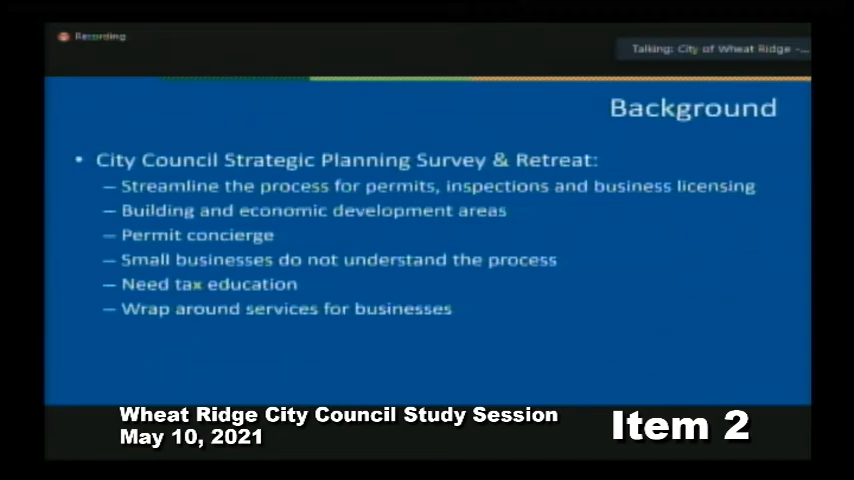 Recording
Talking: City of Wheat Ridge -...
Background
• City Council Strategic Planning Survey & Retreat:
– Streamline the process for permits, inspections and business licensing
– Building and economic development areas
– Permit concierge
– Small businesses do not understand the process
– Need tax education
– Wrap around services for businesses
Wheat Ridge City Council Study Session
May 10, 2021
Item 2